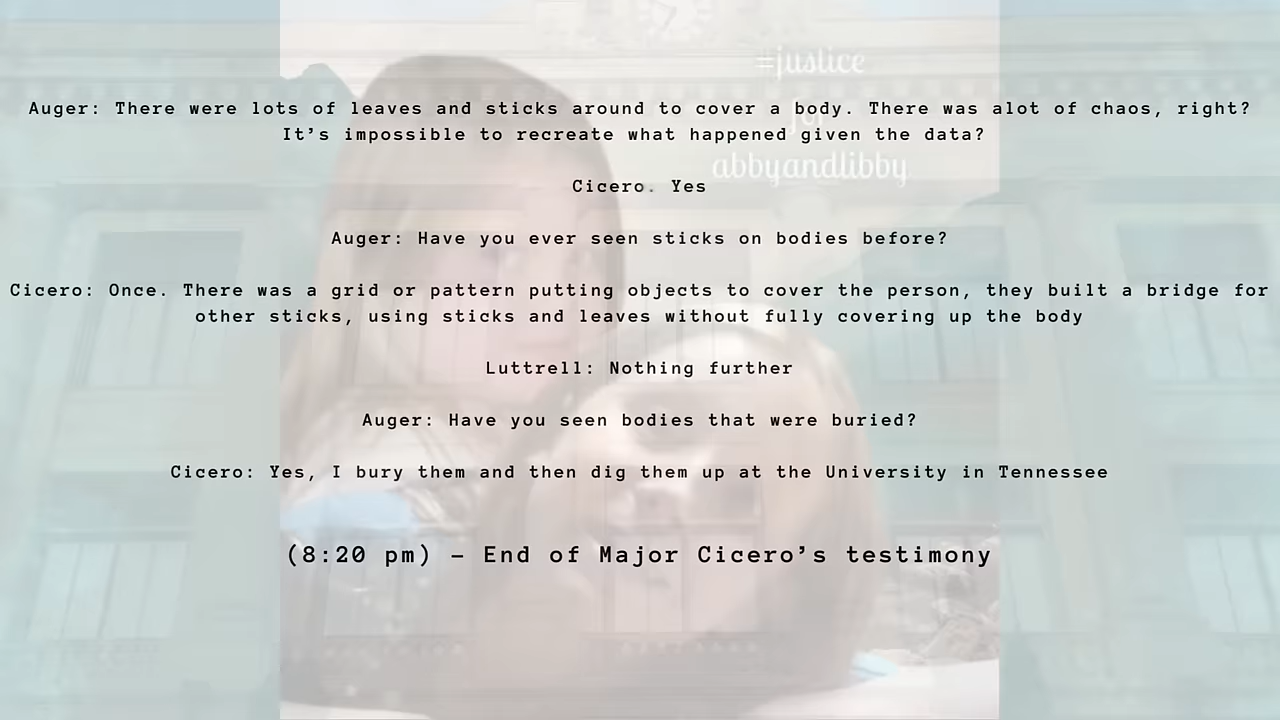 #justice
for
abbyandlibby
Auger: There were lots of leaves and sticks around to cover a body. There was alot of chaos, right?
It's impossible to recreate what happened given the data?
Cicero. Yes
Auger: Have you ever seen sticks on bodies before?
Cicero: Once. There was a grid or pattern putting objects to cover the person, they built a bridge for
other sticks, using sticks and leaves without fully covering up the body
Luttrell: Nothing further
Auger: Have you seen bodies that were buried?
Cicero: Yes, I bury them and then dig them up at the University in Tennessee
(8:20 pm) – End of Major Cicero's testimony